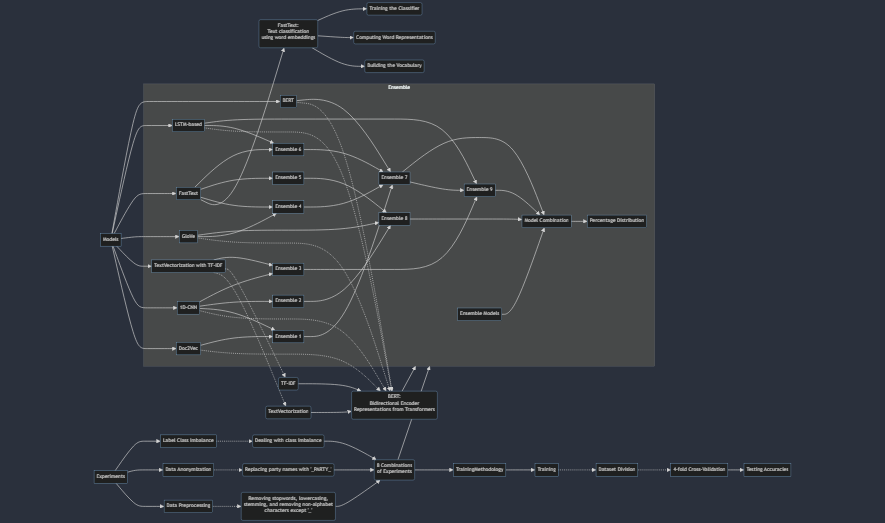 Training the Classifier
FastText:
Text classification
using word embeddings
Computing Word Representations
Building the Vocabulary
Ensemble
BERT
LSTM-based
Ensemble 6
Ensemble 5
Ensemble 7
FastText
Ensemble 9
Ensemble 4
Ensemble 8
Model Combination
Percentage Distribution
Models
GloVe
TextVectorization with TF-IDF
Ensemble 3
Ensemble 2
1D-CNN
Ensemble Models
Ensemble 1
Doc2Vec
TF-IDF
BERT:
Bidirectional Encoder
Representations from Transformers
TextVectorization
Label Class Imbalance
Dealing with class imbalance
Experiments
Data Anonymization
Replacing party names with '_PARTY_'
8 Combinations
of Experiments
TrainingMethodology
Training
Dataset Division
4-fold Cross-Validation
Testing Accuracies
Data Preprocessing
Removing stopwords, lowercasing,
stemming, and removing non-alphabet
characters except '_'